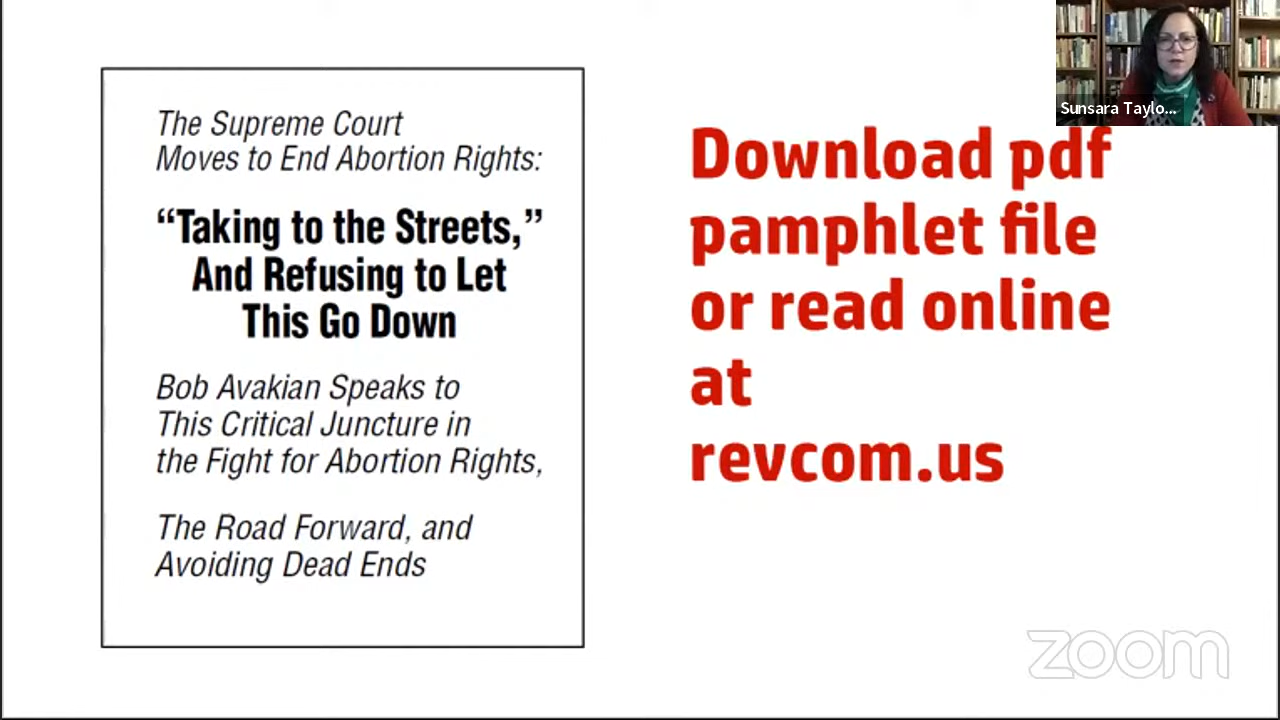 The Supreme Court
Moves to End Abortion Rights:
“Taking to the Streets,”
And Refusing to Let
This Go Down
Bob Avakian Speaks to
This Critical Juncture in
the Fight for Abortion Rights,
The Road Forward, and
Avoiding Dead Ends
Download pdf
pamphlet file
or read online
at
revcom.us
Sunsara Taylo...
zoom